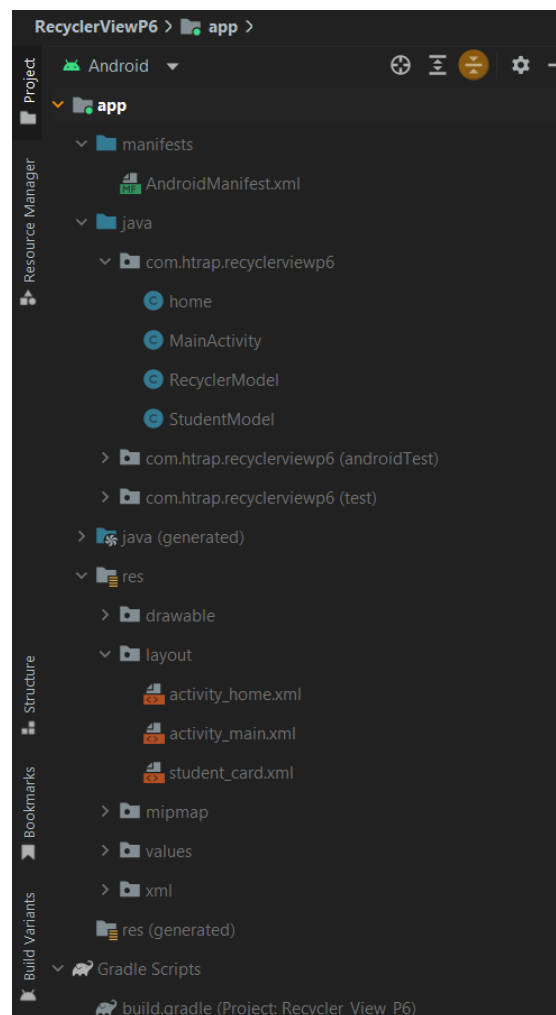 RecyclerViewP6 > app >
Project
Android
app
manifests
MF AndroidManifest.xml
java
Resource Manager
com.htrap.recyclerviewp6
C home
C MainActivity
C RecyclerModel
C StudentModel
com.htrap.recyclerviewp6 (androidTest)
com.htrap.recyclerviewp6 (test)
java (generated)
res
drawable
layout
Structure
activity_home.xml
activity_main.xml
student_card.xml
Bookmarks
mipmap
values
xml
Build Variants
res (generated)
Gradle Scripts
build.gradle (Project: Recycler_View_P6)